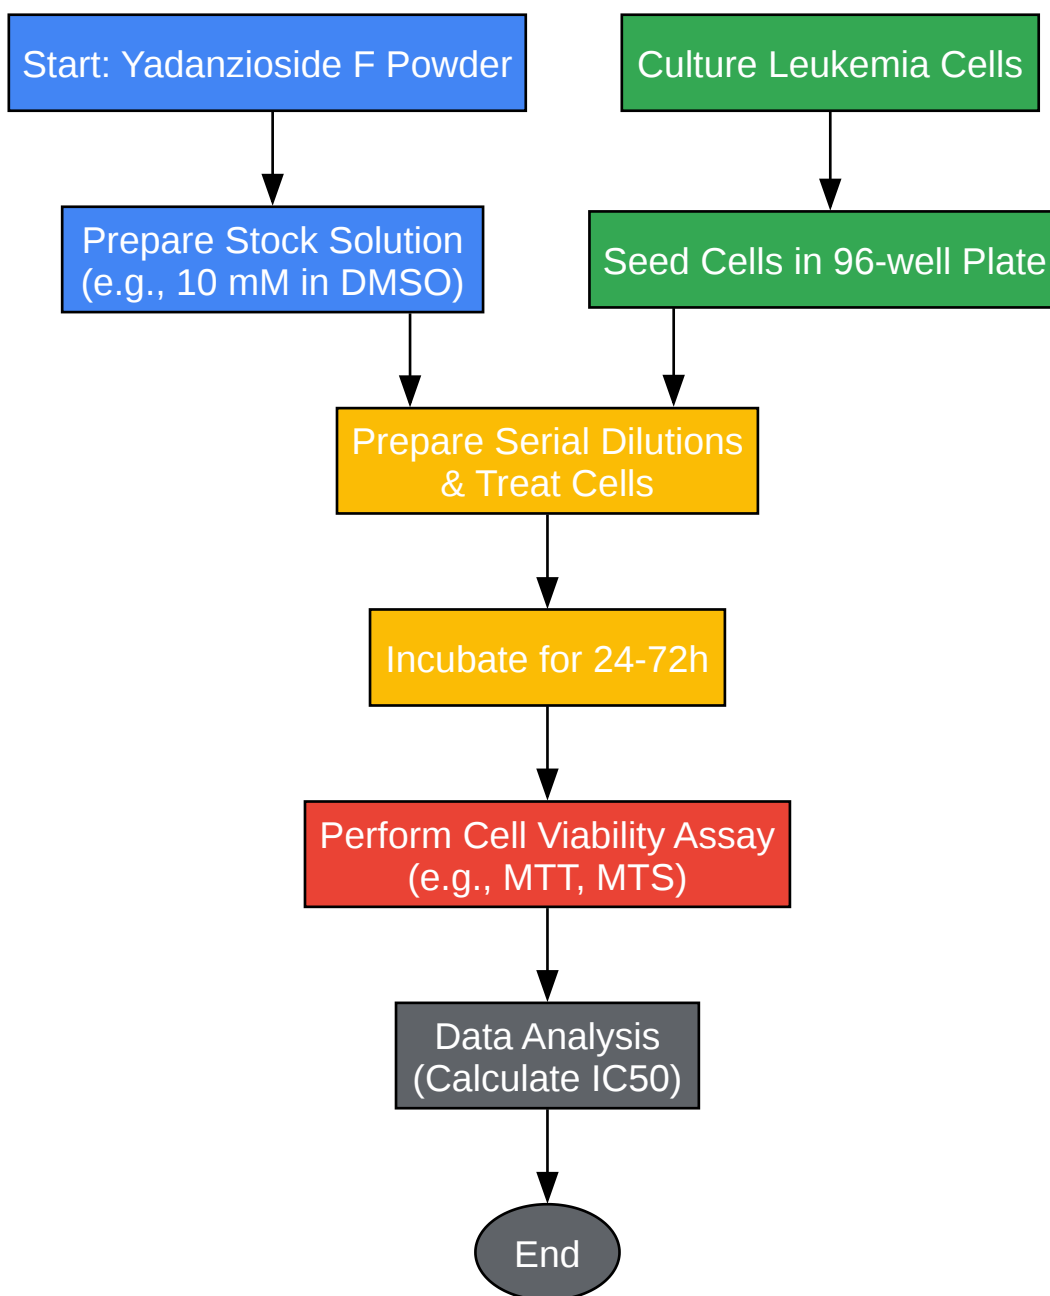 Start: Yadanzioside F Powder
Culture Leukemia Cells
Prepare Stock Solution
(e.g., 10 mM in DMSO)
Seed Cells in 96-well Plate
Prepare Serial Dilutions
& Treat Cells
Incubate for 24-72h
Perform Cell Viability Assay
(e.g., MTT, MTS)
Data Analysis
(Calculate IC50)
End